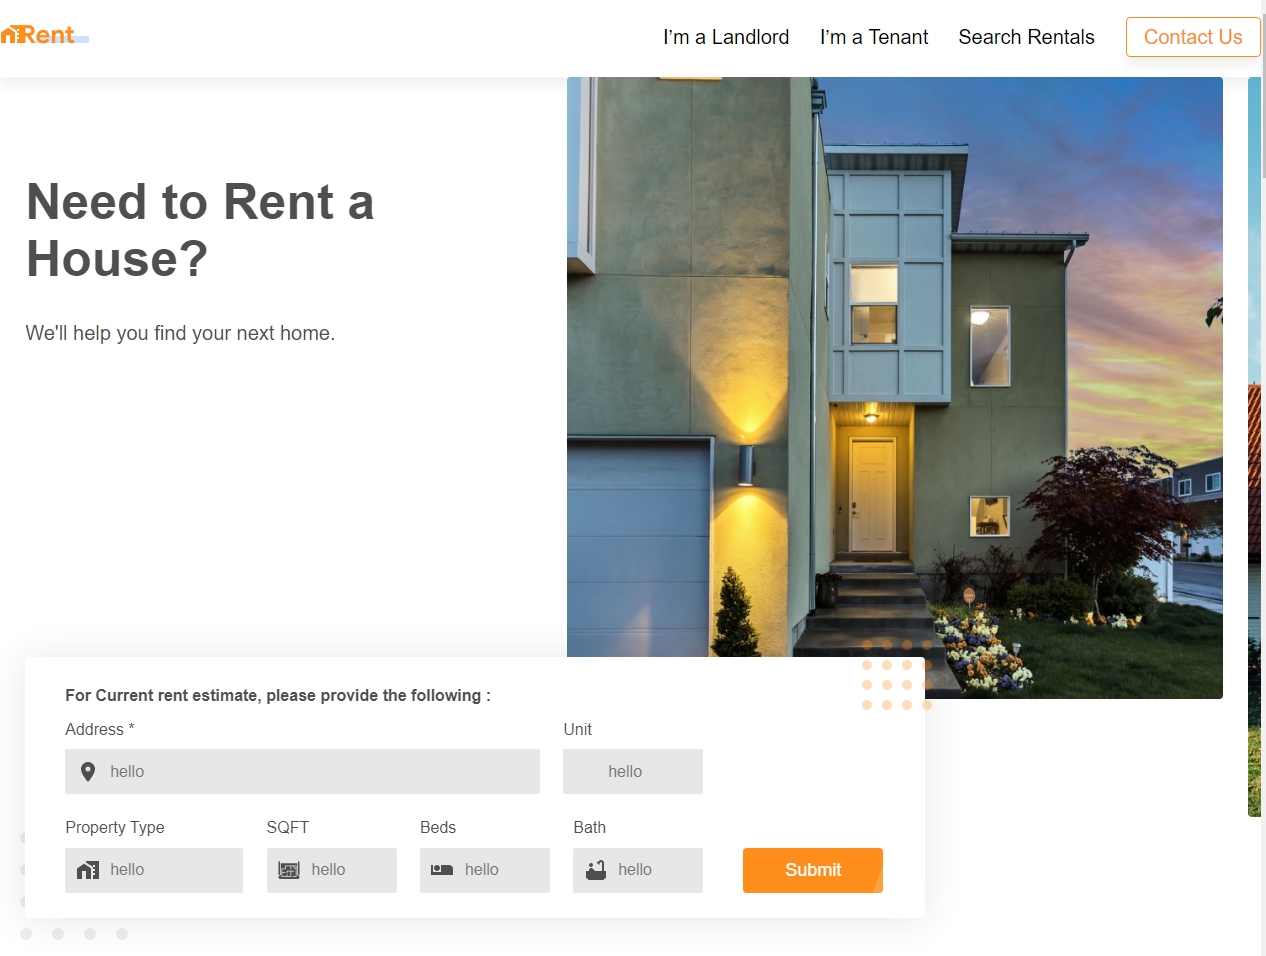 Rent
I’m a Landlord
I’m a Tenant
Search Rentals
Contact Us
Need to Rent a
House?
We'll help you find your next home.
For Current rent estimate, please provide the following :
Address *
Unit
hello
hello
Property Type
SQFT
Beds
Bath
hello
hello
hello
hello
Submit